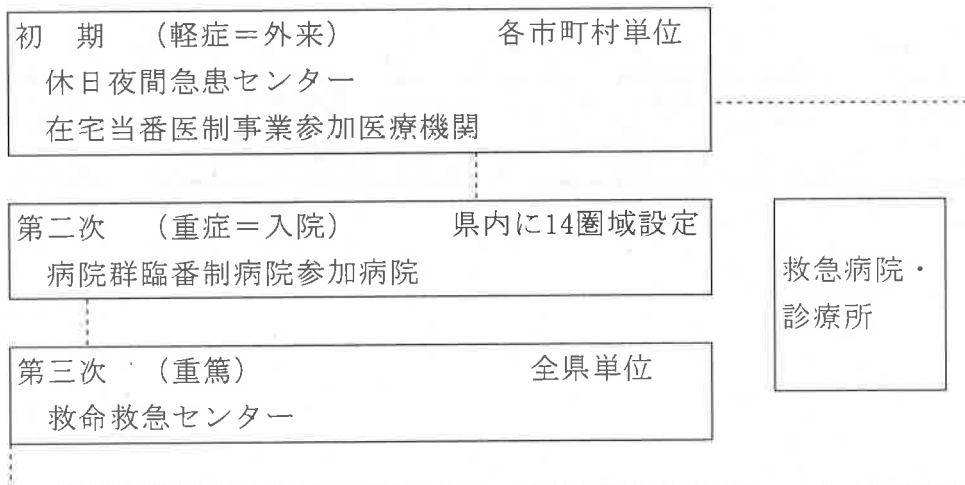 初　期　（軽症＝外来）　各市町村単位
休日夜間急患センター
在宅当番医制事業参加医療機関
第二次　（重症＝入院）　県内に14圏域設定
病院群臨番制病院参加病院
第三次　（重篤）　全県単位
救命救急センター
救急病院・
診療所